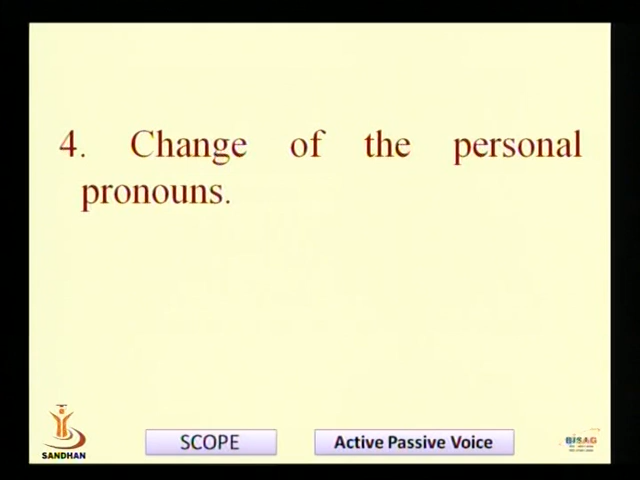 4. Change of the personal
pronouns.
SANDHAN
SCOPE
Active Passive Voice
BISAG